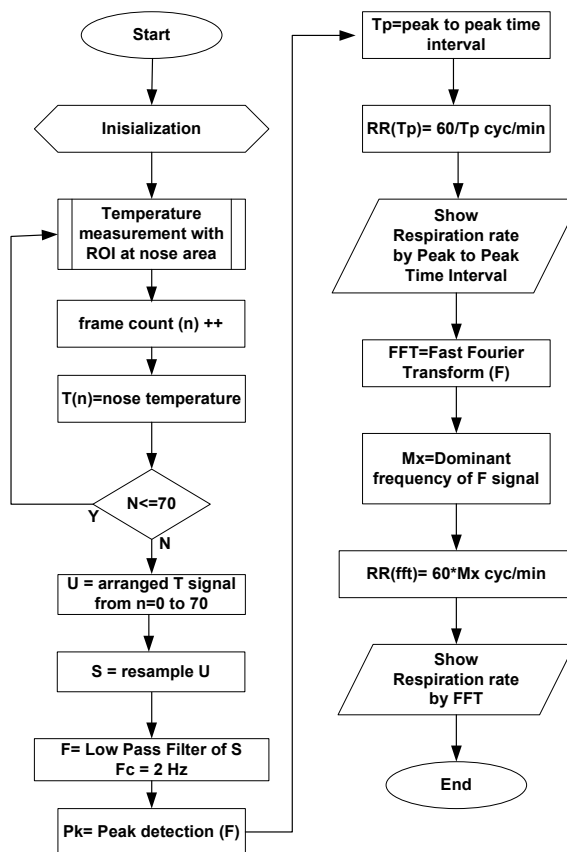 Start
Inisialization
Temperature
measurement with
ROI at nose area
frame count (n) ++
T(n)=nose temperature
N<=70
Y
N
U = arranged T signal
from n=0 to 70
S = resample U
F= Low Pass Filter of S
Fc = 2 Hz
Pk= Peak detection (F)
Tp=peak to peak time
interval
RR(Tp)= 60/Tp cyc/min
Show
Respiration rate
by Peak to Peak
Time Interval
FFT=Fast Fourier
Transform (F)
Mx=Dominant
frequency of F signal
RR(fft)= 60*Mx cyc/min
Show
Respiration rate
by FFT
End